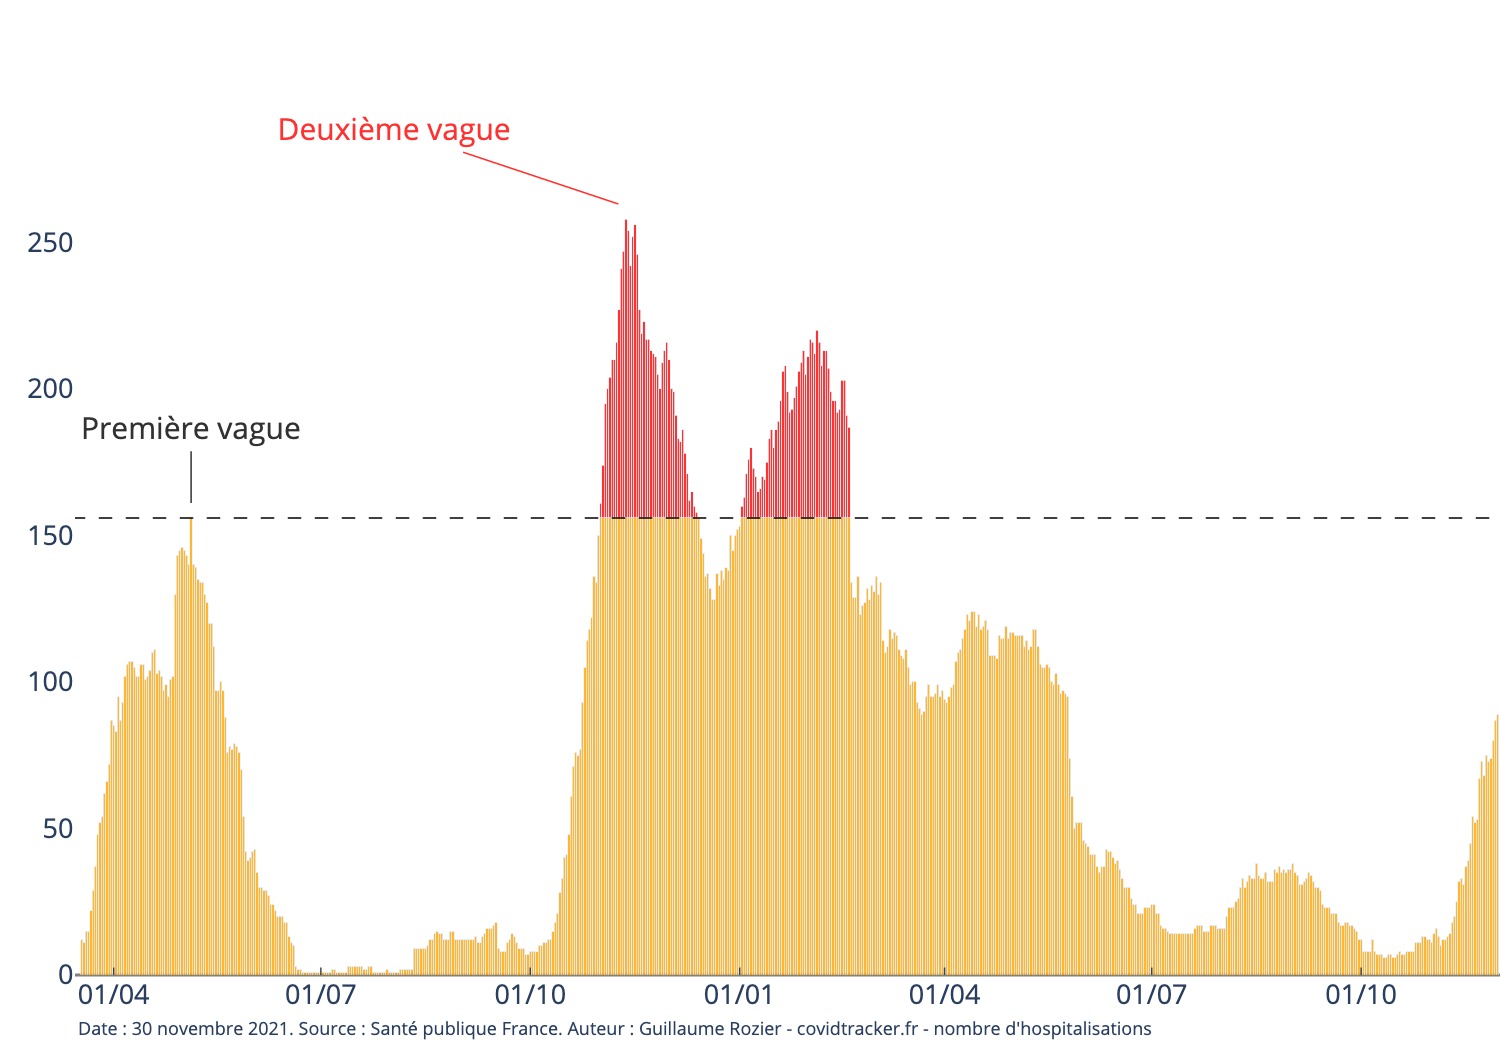 Deuxième vague
250
200
Première vague
150
100
50
0
01/04 01/07 01/10 01/01 01/04 01/07 01/10
Date : 30 novembre 2021. Source : Santé publique France. Auteur : Guillaume Rozier - covidtracker.fr - nombre d'hospitalisations